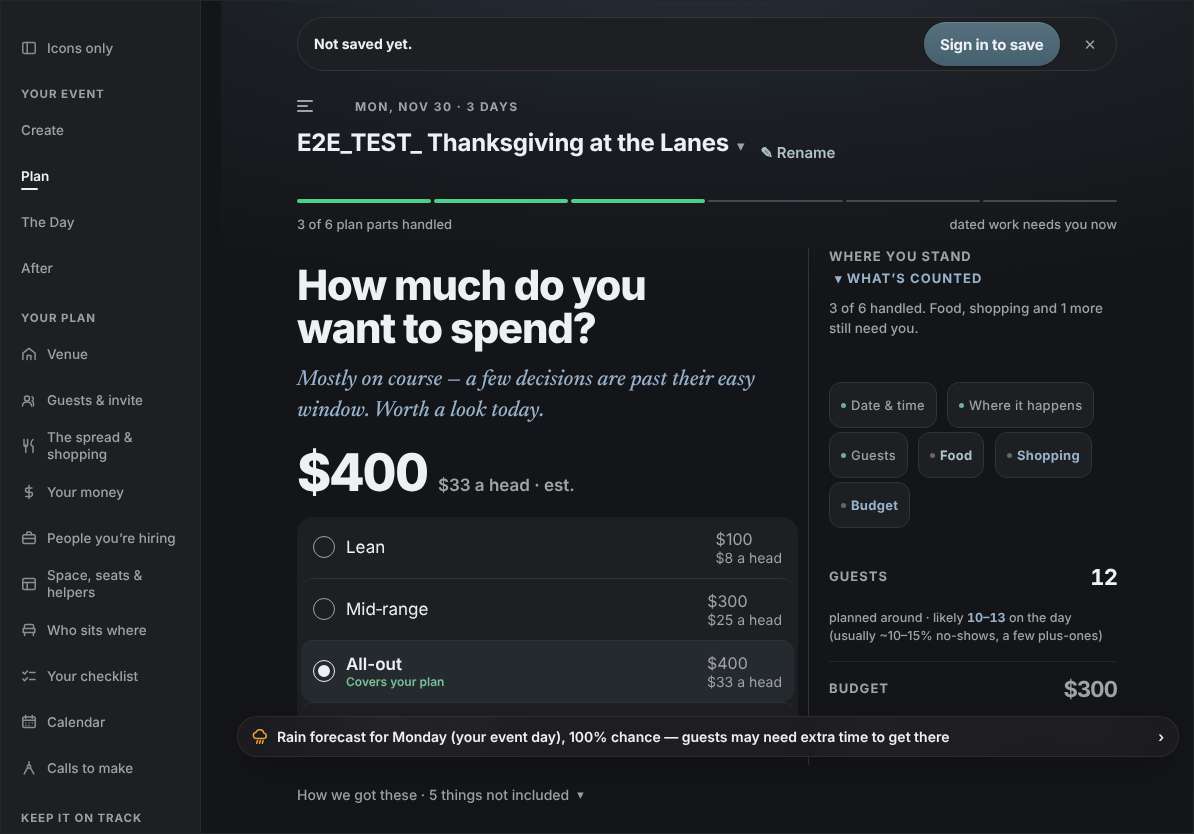 Icons only
YOUR EVENT
Create
Plan
The Day
After
YOUR PLAN
Venue
Guests & invite
The spread &
shopping
Your money
People you're hiring
Space, seats &
helpers
Who sits where
Your checklist
Calendar
Calls to make
KEEP IT ON TRACK
Not saved yet.
Sign in to save
MON, NOV 30 · 3 DAYS
E2E_TEST_ Thanksgiving at the Lanes
Rename
3 of 6 plan parts handled
dated work needs you now
How much do you
want to spend?
Mostly on course — a few decisions are past their easy
window. Worth a look today.
$400 $33 a head · est.
Lean
$100
$8 a head
Mid-range
$300
$25 a head
All-out
Covers your plan
$400
$33 a head
WHERE YOU STAND
WHAT'S COUNTED
3 of 6 handled. Food, shopping and 1 more
still need you.
Date & time
Where it happens
Guests
Food
Shopping
Budget
GUESTS
12
planned around · likely 10–13 on the day
(usually ~10–15% no-shows, a few plus-ones)
BUDGET
$300
Rain forecast for Monday (your event day), 100% chance — guests may need extra time to get there
How we got these · 5 things not included